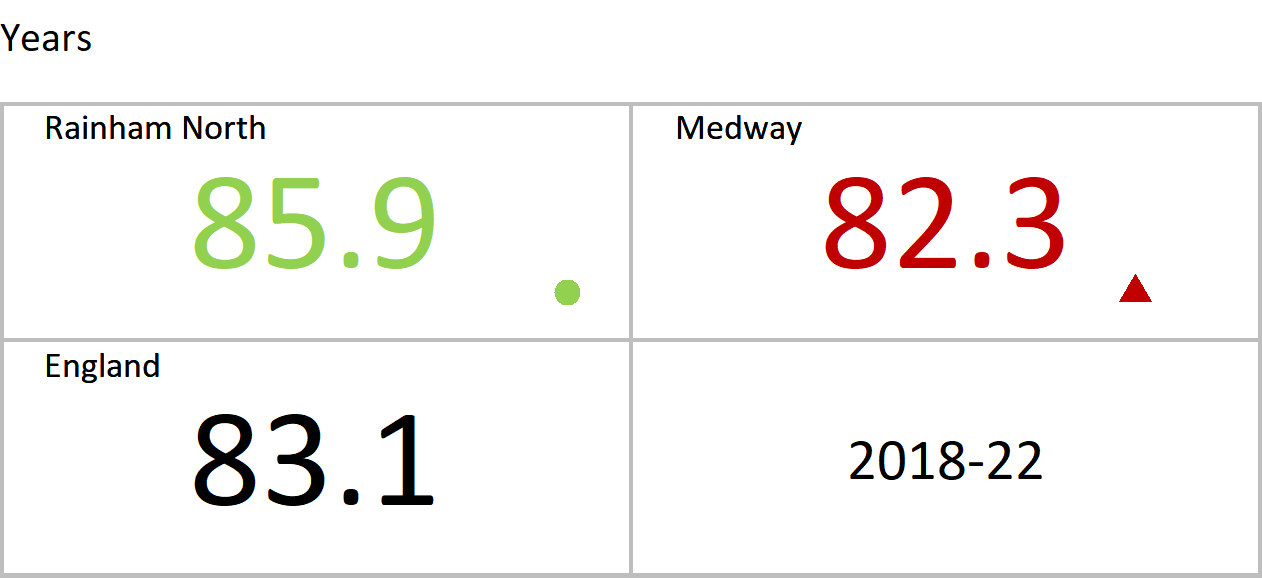 Years
Rainham North
85.9
Medway
82.3
England
83.1
2018-22